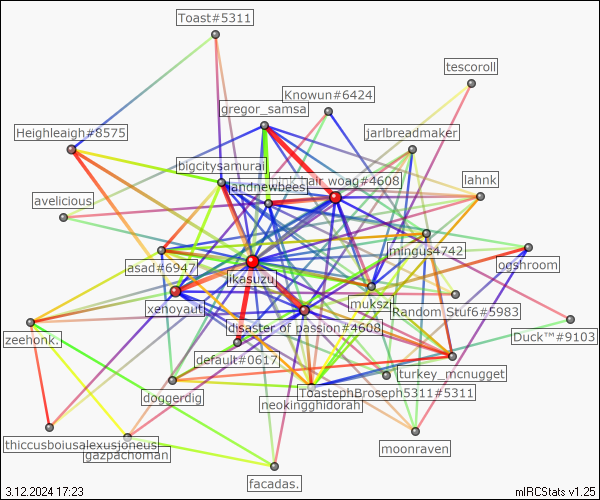 Toast#5311
tescoroll
Knowun#6424
gregor_samsa
Heighleaigh#8575
jarlbreadmaker
bigcitysamurai
pink hair woag#4608
lahnk
landnewbees
avelicious
mingus4742
ogshroom
asad#6947
ikasuzu
mukszi
xenoyaut
Random Stuf6#5983
disaster of passion#4608
zeehonk.
Duck™#9103
default#0617
turkey_mcnugget
doggerdig
ToastephBroseph5311#5311
neokingghidorah
thiccusboiusalexusjoneus
gazpachoman
moonraven
facadas.
3.12.2024 17:23
mIRCStats v1.25